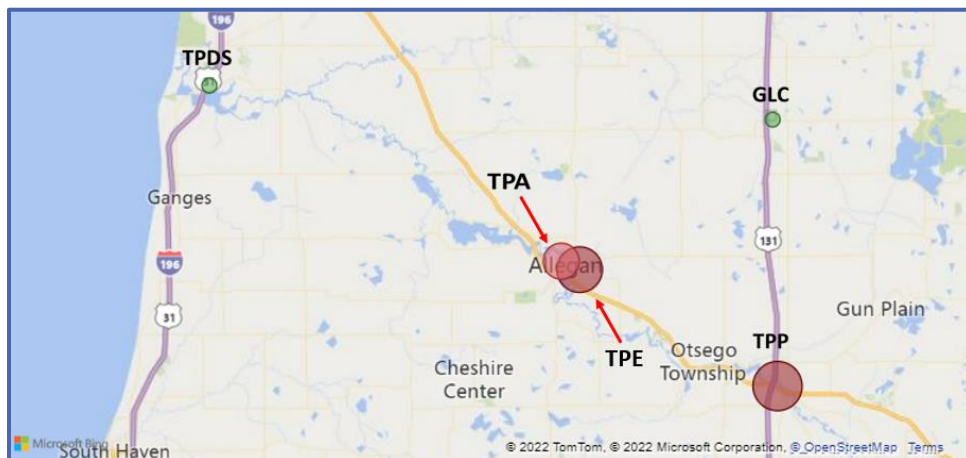 196
TPDS
31
GLC
TPA
Ganges
Allegan
131
196
Gun Plain
31
TPP
Otsego
Township
TPE
Cheshire
Center
Microsoft Bing
South Haven
© 2022 TomTom, © 2022 Microsoft Corporation, © OpenStreetMap Terms